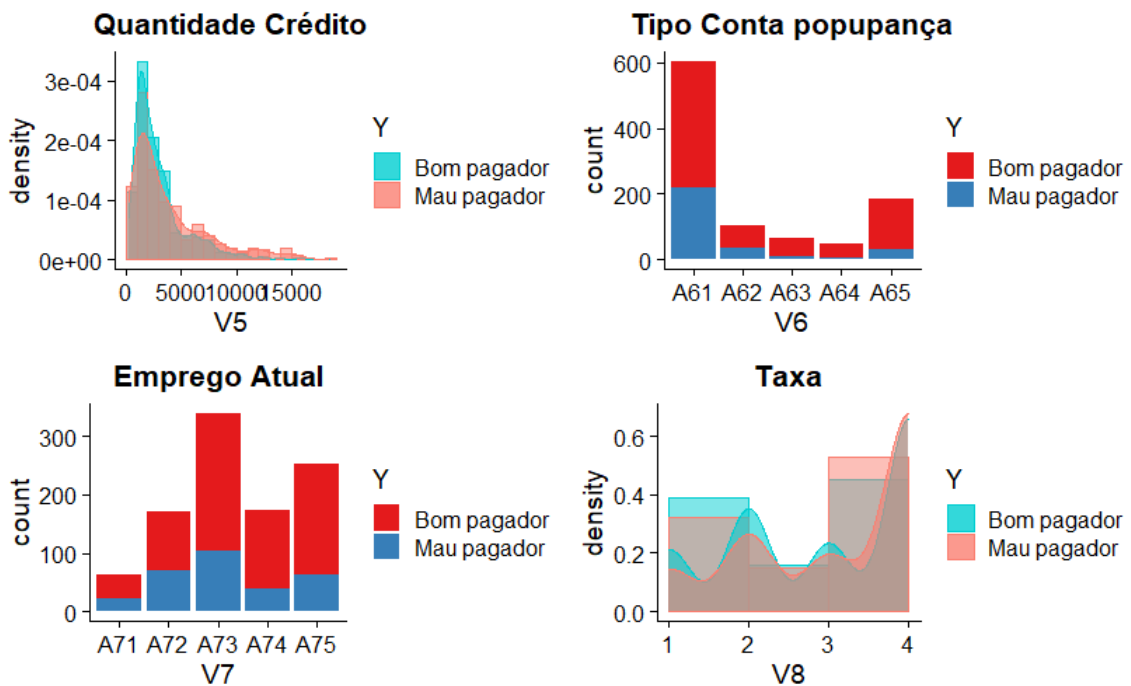 Quantidade Crédito
density
3e-04
2e-04
1e-04
0e+00
0 5000 10000 15000
V5
Y
Bom pagador
Mau pagador
Tipo Conta popupança
count
600
400
200
0
A61 A62 A63 A64 A65
V6
Y
Bom pagador
Mau pagador
Emprego Atual
count
300
200
100
0
A71 A72 A73 A74 A75
V7
Y
Bom pagador
Mau pagador
Taxa
density
0.6
0.4
0.2
0.0
1 2 3 4
V8
Y
Bom pagador
Mau pagador